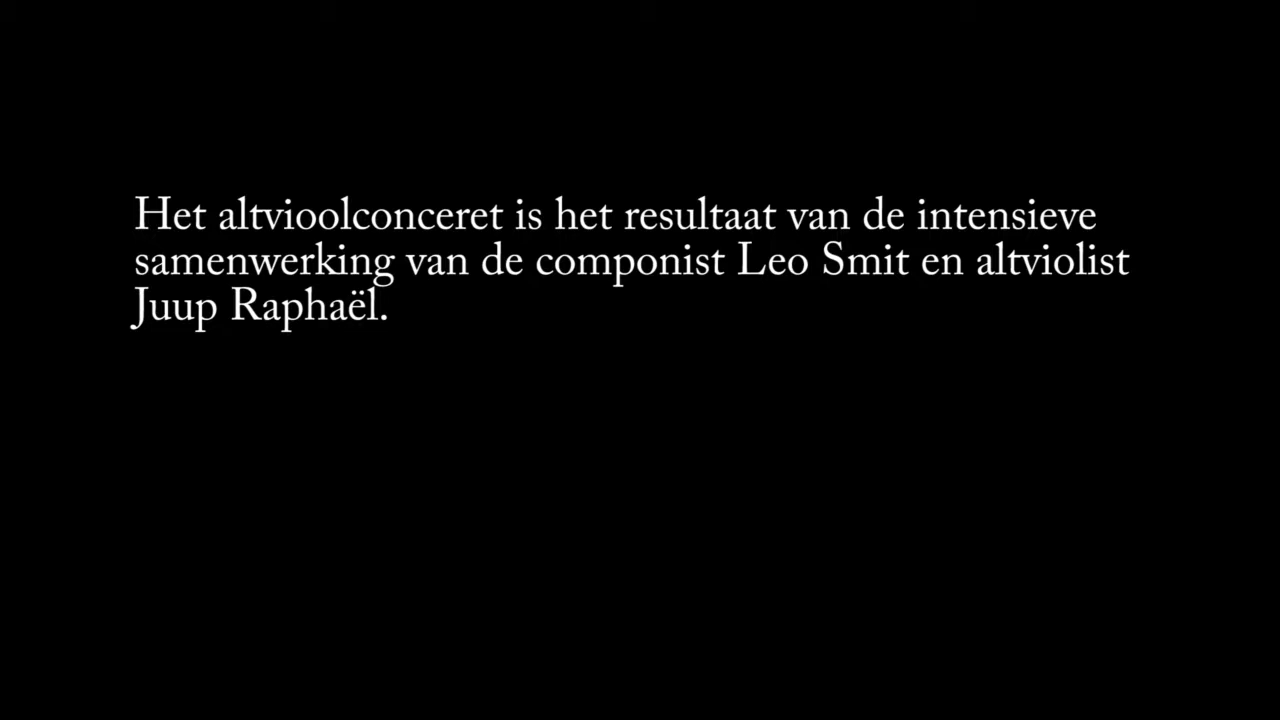 Het altvioolconceret is het resultaat van de intensieve
samenwerking van de componist Leo Smit en altviolist
Juup Raphaël.